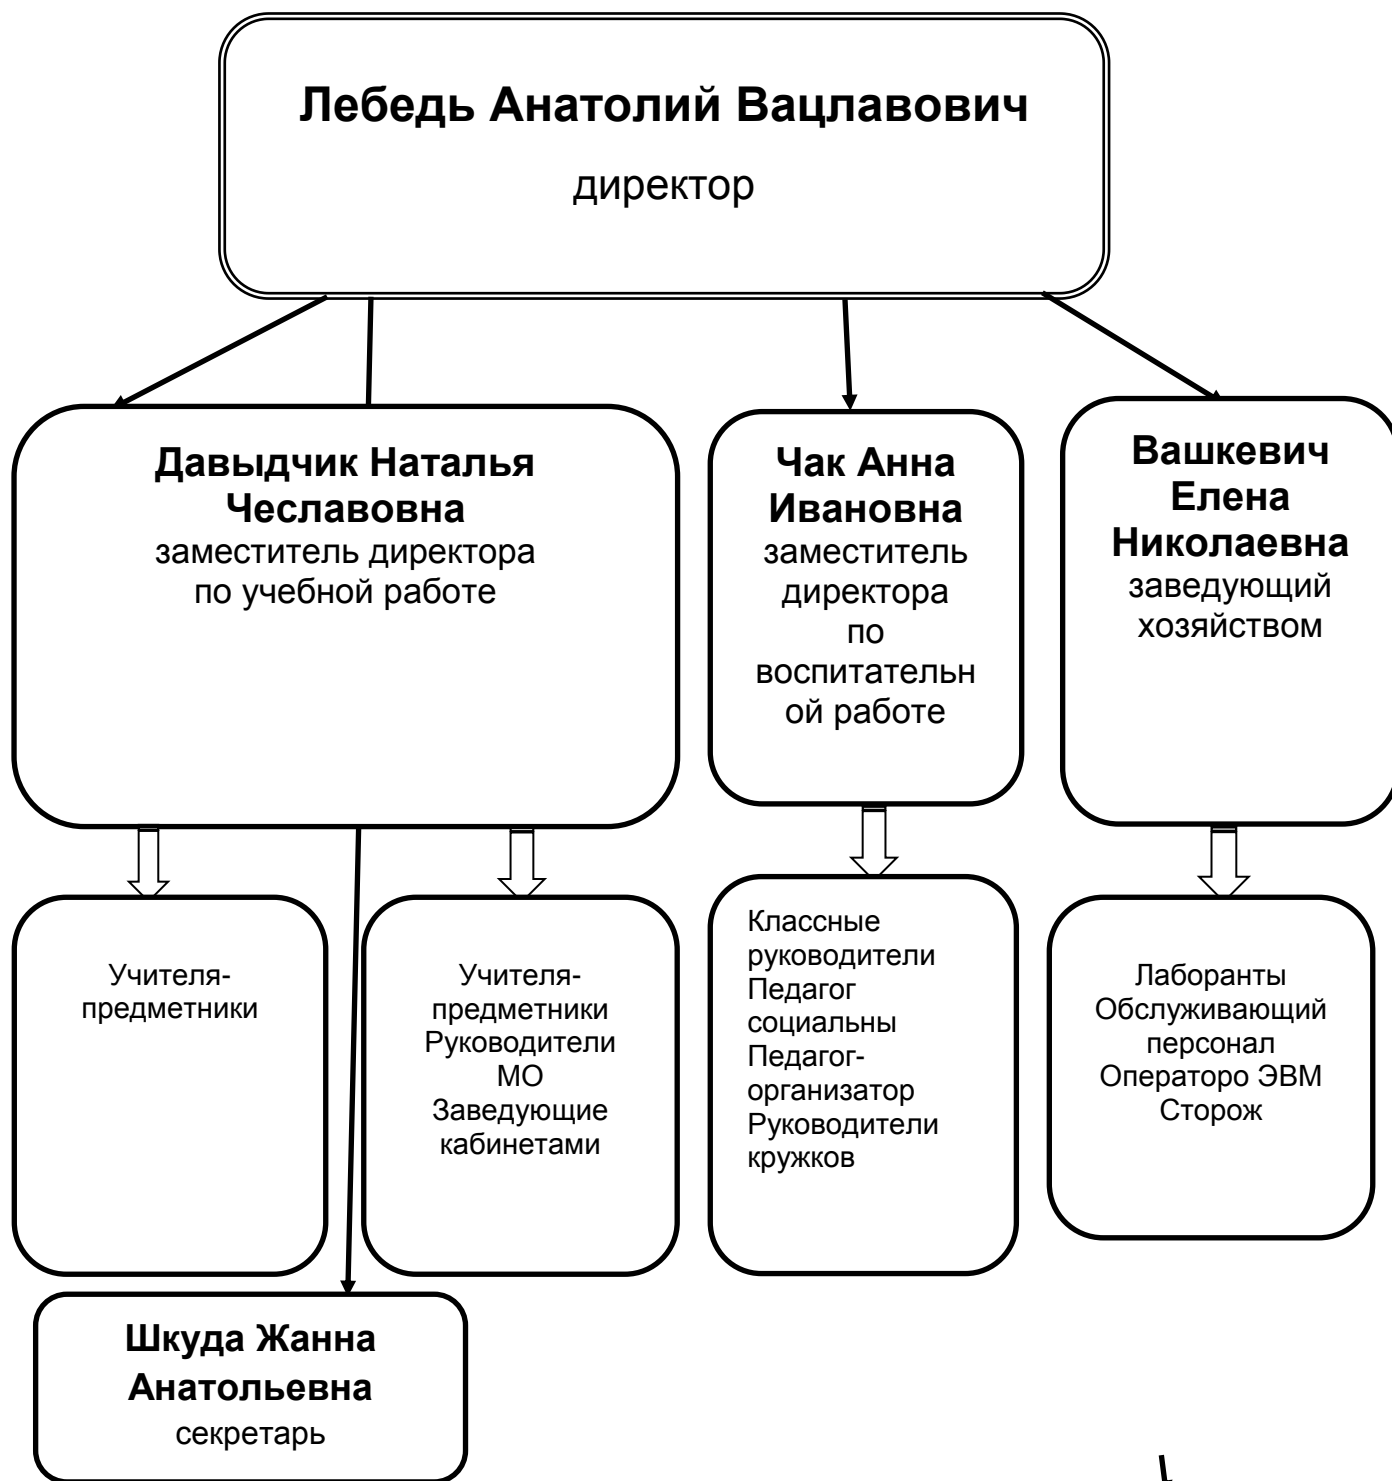 Лебедь Анатолий Вацлавович
директор
Давыдчик Наталья
Чеславовна
заместитель директора
по учебной работе
Чак Анна
Ивановна
заместитель
директора
по
воспитательн
ой работе
Вашкевич
Елена
Николаевна
заведующий
хозяйством
Учителя-
предметники
Учителя-
предметники
Руководители
МО
Заведующие
кабинетами
Классные
руководители
Педагог
социальны
Педагог-
организатор
Руководители
кружков
Лаборанты
Обслуживающий
персонал
Операторо ЭВМ
Сторож
Шкуда Жанна
Анатольевна
секретарь